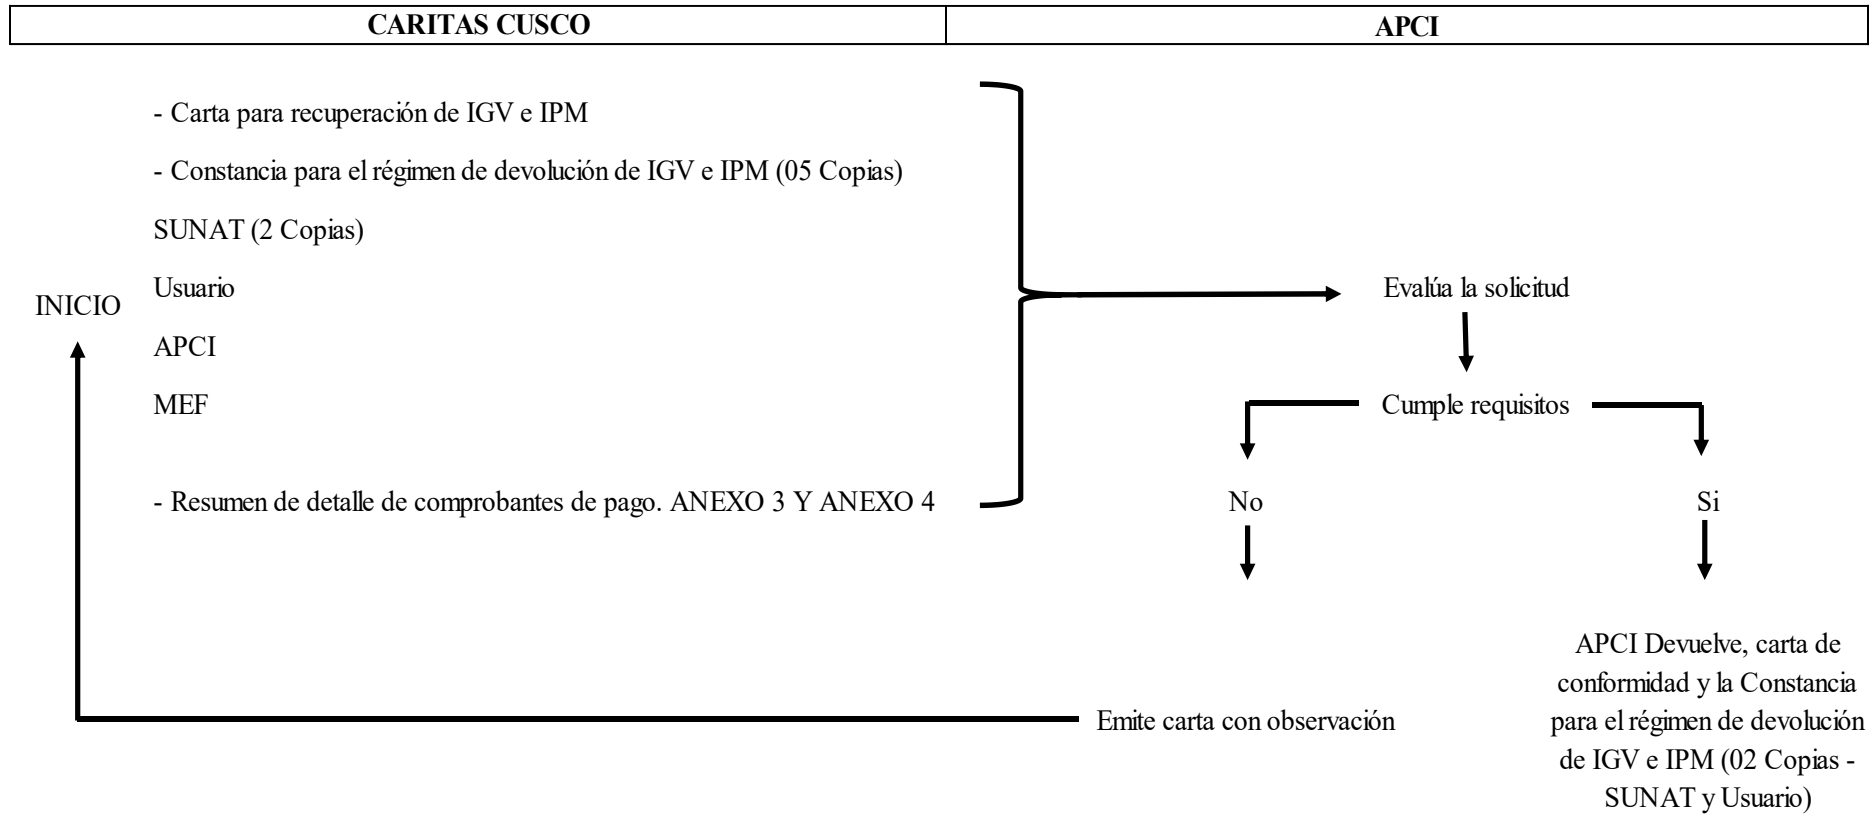 CARITAS CUSCO
APCI
- Carta para recuperación de IGV e IPM
- Constancia para el régimen de devolución de IGV e IPM (05 Copias)
SUNAT (2 Copias)
Usuario
INICIO
APCI
MEF
- Resumen de detalle de comprobantes de pago. ANEXO 3 Y ANEXO 4
Evalúa la solicitud
Cumple requisitos
No
Si
Emite carta con observación
APCI Devuelve, carta de
conformidad y la Constancia
para el régimen de devolución
de IGV e IPM (02 Copias -
SUNAT y Usuario)